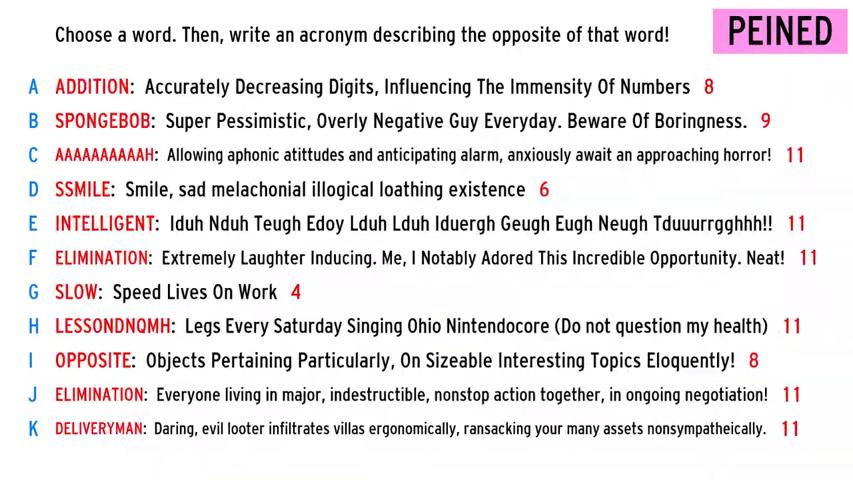 Choose a word. Then, write an acronym describing the opposite of that word!
PEINED
A ADDITION: Accurately Decreasing Digits, Influencing The Immensity Of Numbers 8
B SPONGEBOB: Super Pessimistic, Overly Negative Guy Everyday. Beware Of Boringness. 9
C AAAAAAAAAAH: Allowing aphonic atittudes and anticipating alarm, anxiously await an approaching horror! 11
D SSMILE: Smile, sad melachonial illogical loathing existence 6
E INTELLIGENT: Iduh Nduh Teugh Edoy Lduh Lduh Iduergh Geugh Eugh Neugh Tduuurrgghhh!! 11
F ELIMINATION: Extremely Laughter Inducing. Me, I Notably Adored This Incredible Opportunity. Neat! 11
G SLOW: Speed Lives On Work 4
H LESSONDNQMH: Legs Every Saturday Singing Ohio Nintendocore (Do not question my health) 11
I OPPOSITE: Objects Pertaining Particularly, On Sizeable Interesting Topics Eloquently! 8
J ELIMINATION: Everyone living in major, indestructible, nonstop action together, in ongoing negotiation! 11
K DELIVERYMAN: Daring, evil looter infiltrates villas ergonomically, ransacking your many assets nonsympatheically. 11